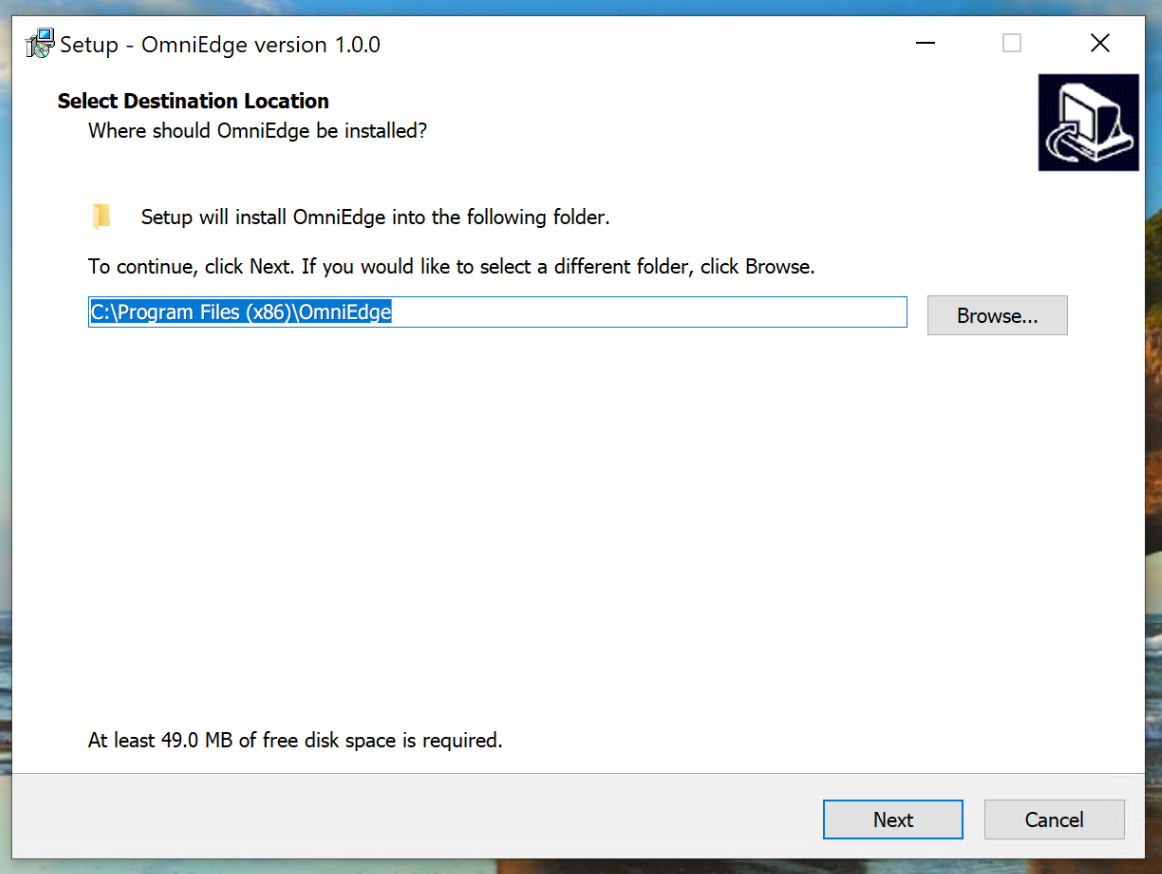 Setup - OmniEdge version 1.0.0
Select Destination Location
Where should OmniEdge be installed?
Setup will install OmniEdge into the following folder.
To continue, click Next. If you would like to select a different folder, click Browse.
C:\Program Files (x86)\OmniEdge
Browse...
At least 49.0 MB of free disk space is required.
Next
Cancel